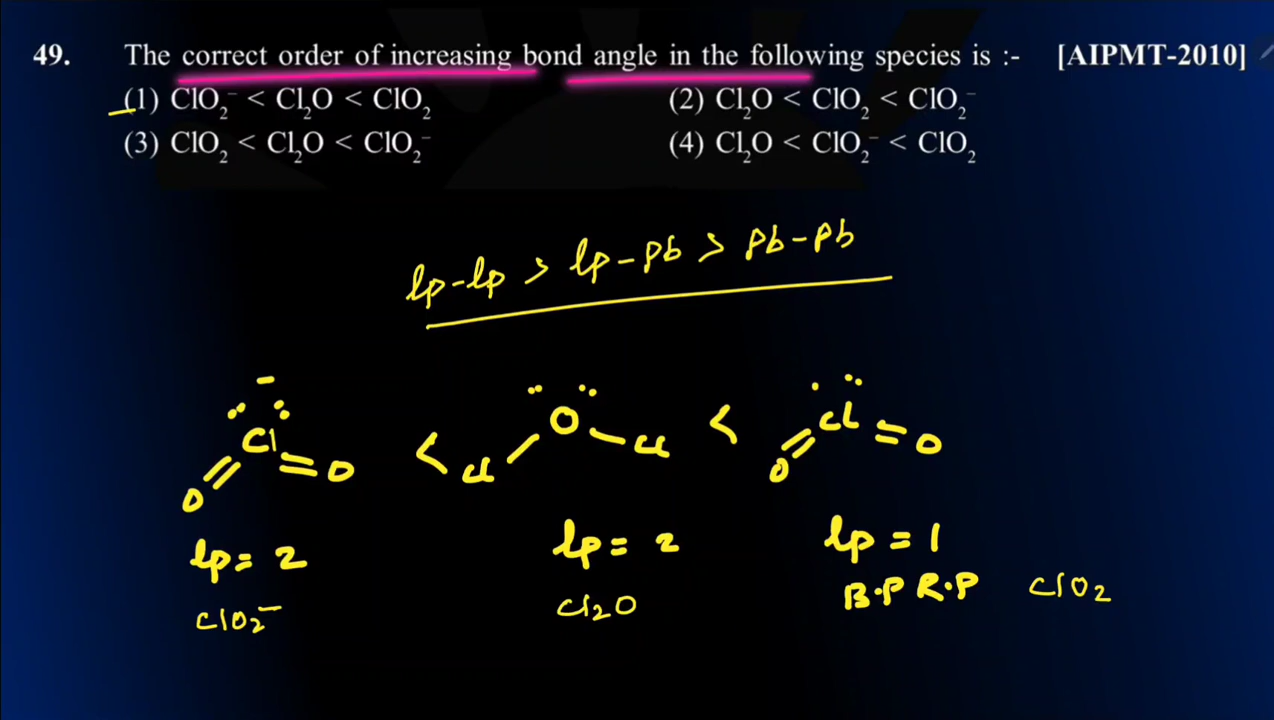 49. The correct order of increasing bond angle in the following species is :- [AIPMT-2010]
(1) ClO₂⁻ < Cl₂O < ClO₂ (2) Cl₂O < ClO₂ < ClO₂⁻
(3) ClO₂ < Cl₂O < ClO₂⁻ (4) Cl₂O < ClO₂⁻ < ClO₂
lp-lp > lp-pb > pb-pb
Cl O < Cl
O O Cl Cl < O O
lp = 2 lp = 2 lp = 1
ClO₂⁻ Cl₂O B.P R.P ClO₂